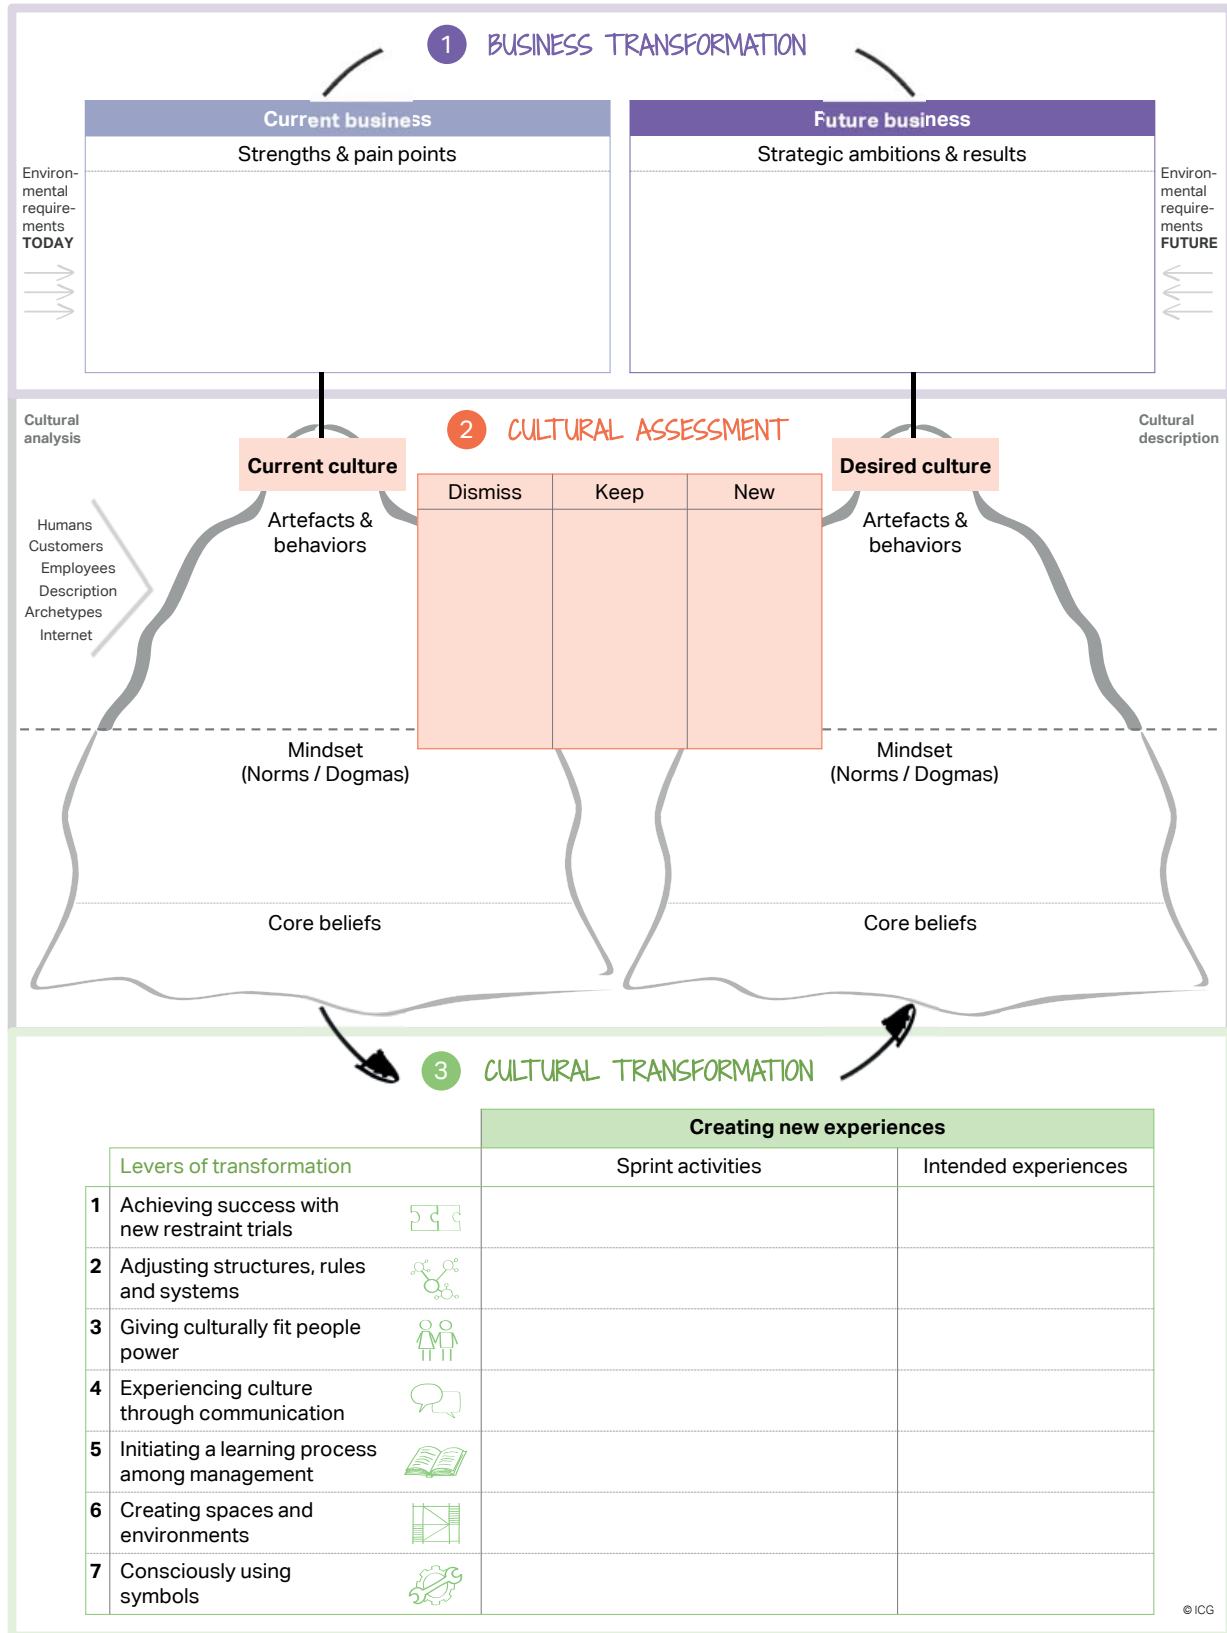 1 BUSINESS TRANSFORMATION
Current business
Strengths & pain points
Future business
Strategic ambitions & results
Environ-
mental
require-
ments
TODAY
Environ-
mental
require-
ments
FUTURE
Cultural
analysis
2 CULTURAL ASSESSMENT
Cultural
description
Current culture
Artefacts &
behaviors
Dismiss
Keep
New
Desired culture
Artefacts &
behaviors
Humans
Customers
Employees
Description
Archetypes
Internet
Mindset
(Norms / Dogmas)
Mindset
(Norms / Dogmas)
Core beliefs
Core beliefs
3 CULTURAL TRANSFORMATION
Creating new experiences
Levers of transformation
Sprint activities
Intended experiences
1 Achieving success with
new restraint trials
2 Adjusting structures, rules
and systems
3 Giving culturally fit people
power
4 Experiencing culture
through communication
5 Initiating a learning process
among management
6 Creating spaces and
environments
7 Consciously using
symbols
© ICG